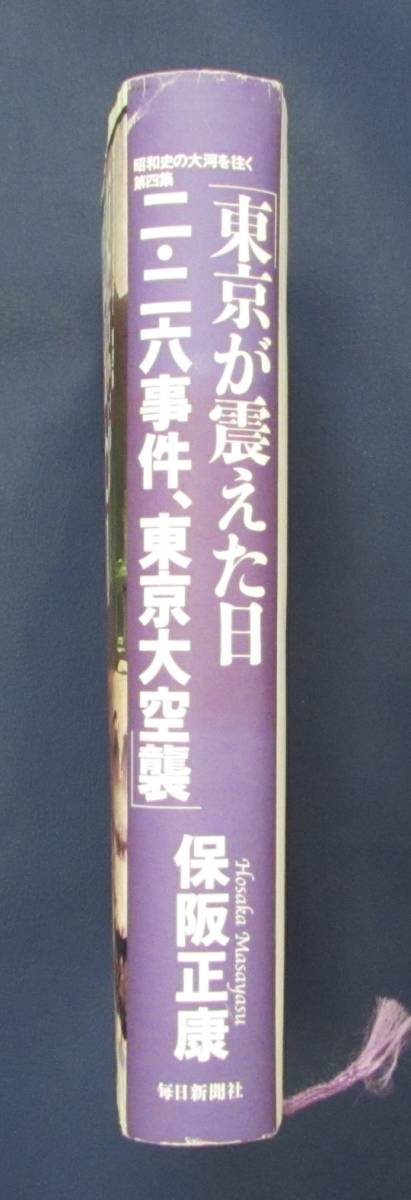 昭和史の大河を往く
第四集
「東京が震えた日
二・二六事件、東京大空襲」
保阪正康
Hosaka Masayasu
毎日新聞社